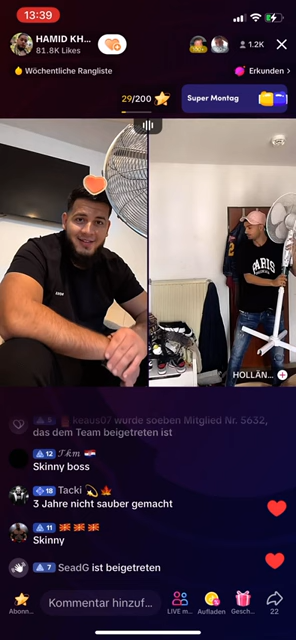 13:39
HAMID KH...
81.8K Likes
1.2K
Wöchentliche Rangliste
Erkunden >
29/200
Super Montag
PARIS
HOLLÄN...
keaus07 wurde soeben Mitglied Nr. 5632,
das dem Team beigetreten ist
12 𝒯𝓀𝓂
Skinny boss
18 Tacki
3 Jahre nicht sauber gemacht
11
Skinny
7 SeadG ist beigetreten
Abonn...
Kommentar hinzuf...
LIVE m...
Aufladen
Gesch...
22